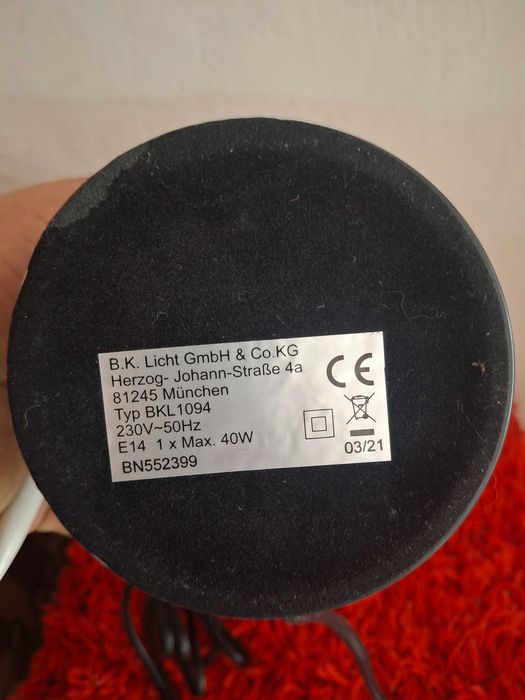 B.K. Licht GmbH & Co.KG
Herzog- Johann-Straße 4a
81245 München
Typ BKL1094
230V~50Hz
E14 1 x Max. 40W
BN552399
CE
03/21